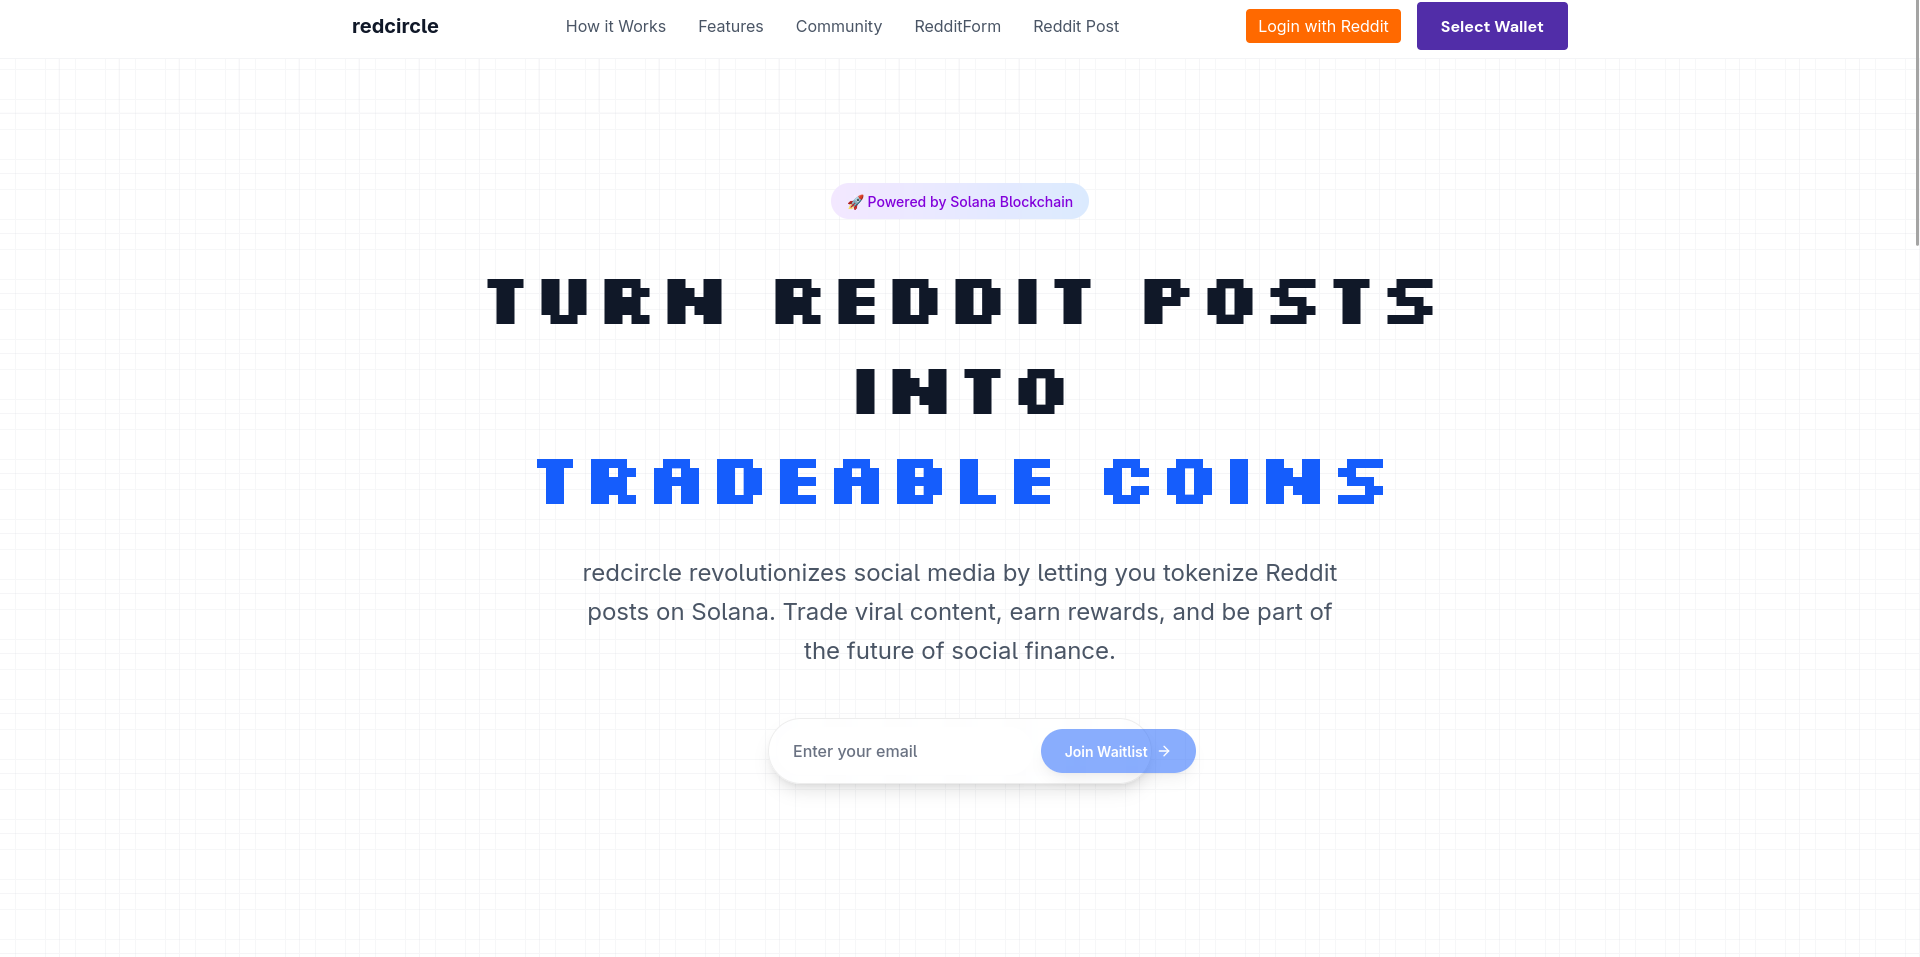 redcircle
How it Works
Features
Community
RedditForm
Reddit Post
Login with Reddit
Select Wallet
🚀 Powered by Solana Blockchain
TURN REDDIT POSTS
INTO
TRADEABLE COINS
redcircle revolutionizes social media by letting you tokenize Reddit
posts on Solana. Trade viral content, earn rewards, and be part of
the future of social finance.
Enter your email
Join Waitlist →